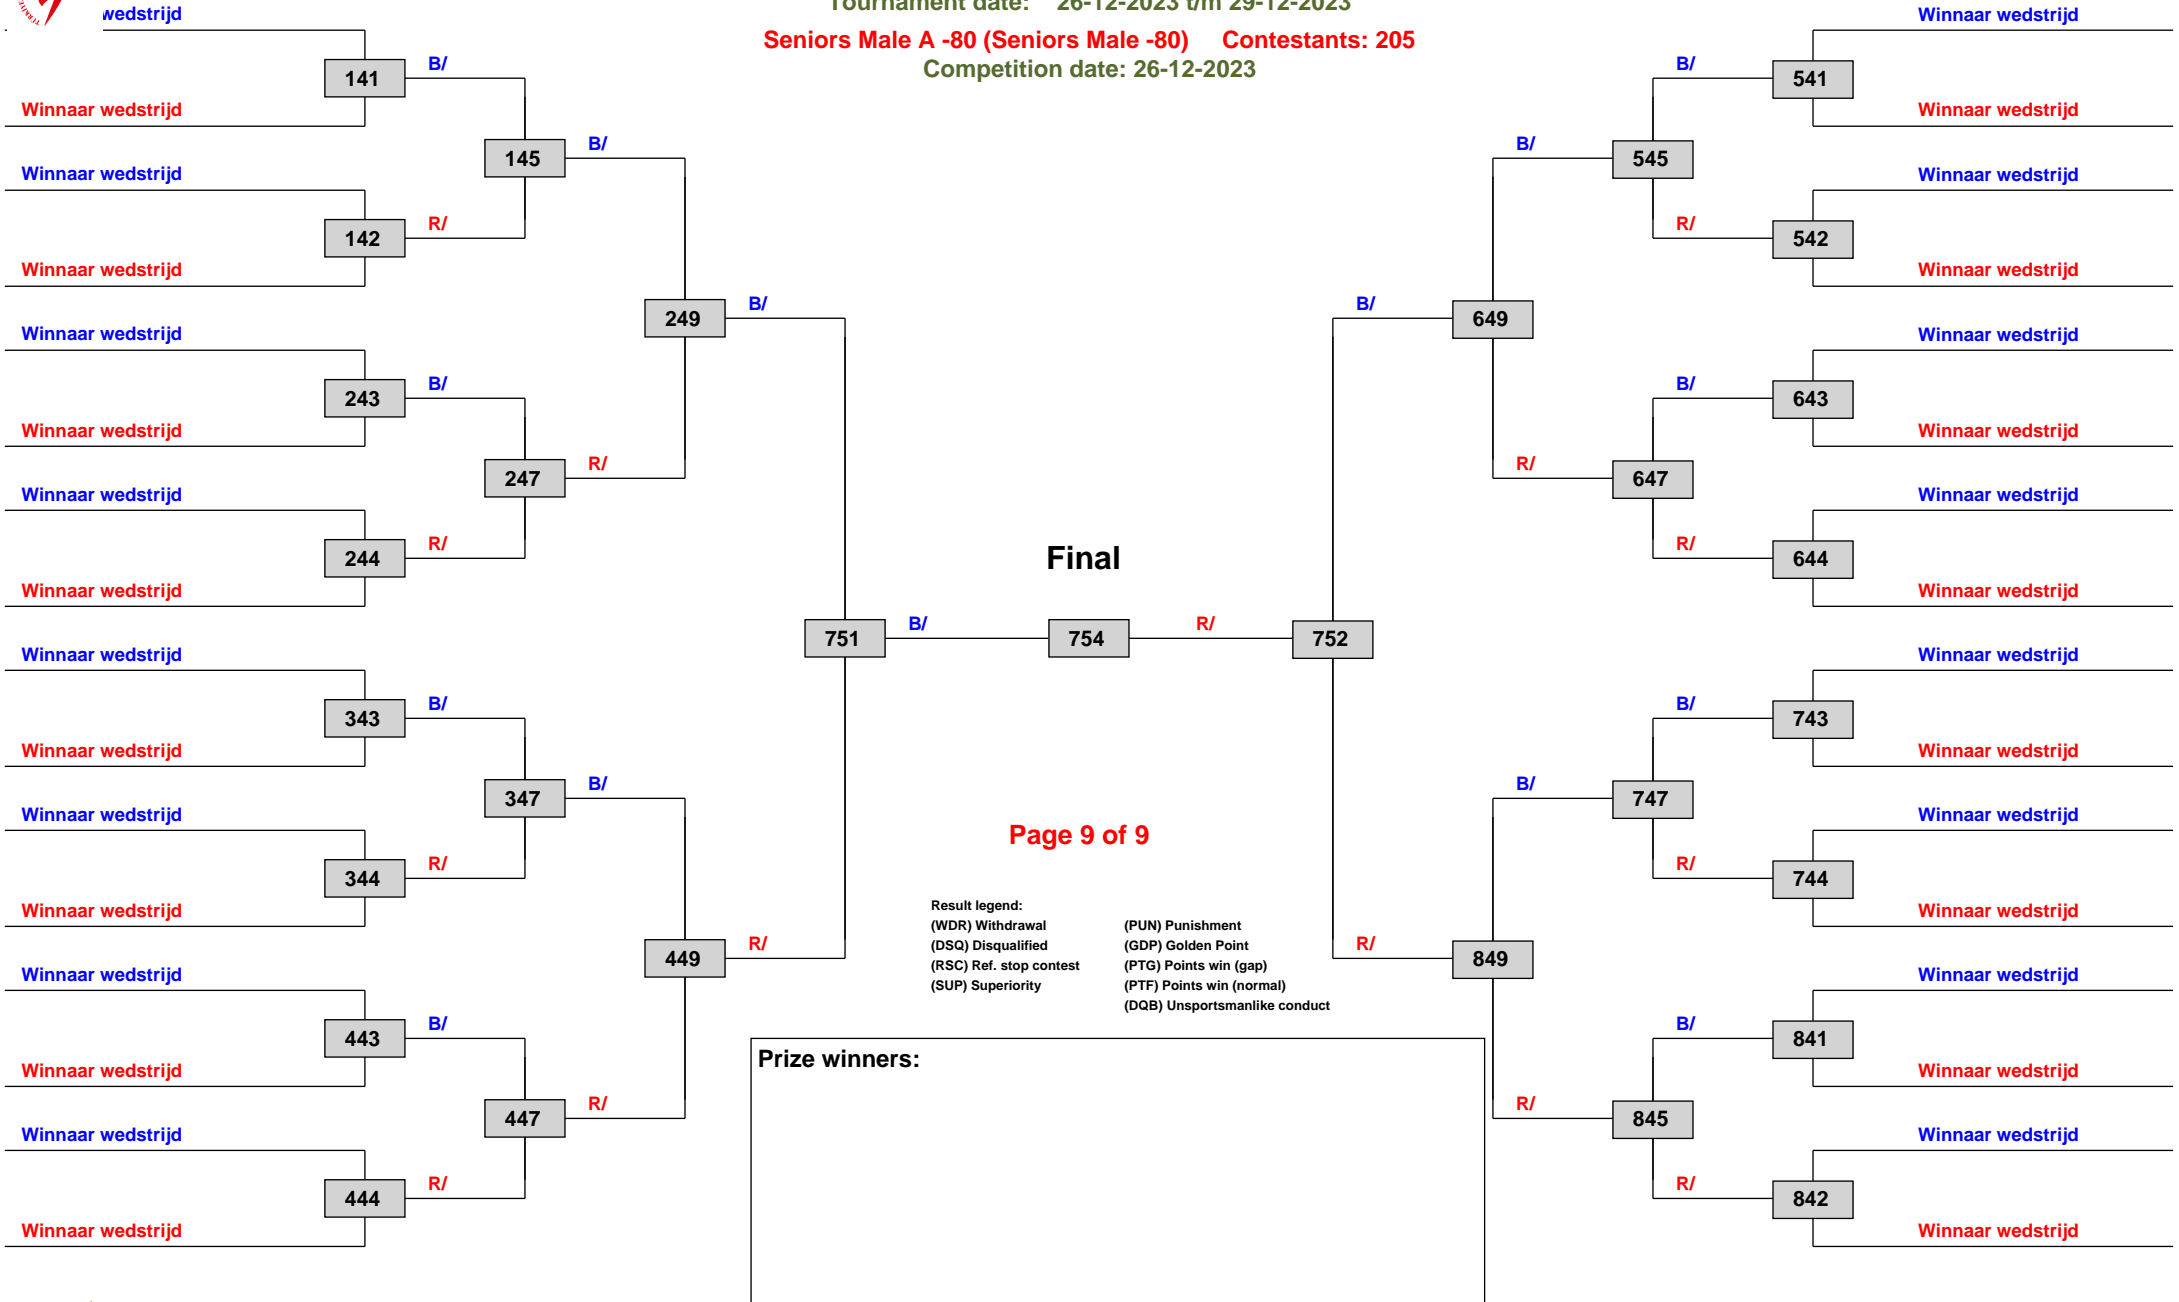 Tournament date: 26-12-2023 t/m 29-12-2023
Seniors Male A -80 (Seniors Male -80) Contestants: 205
Competition date: 26-12-2023
wedstrijd
141
B/
Winnaar wedstrijd
145
B/
Winnaar wedstrijd
142
R/
Winnaar wedstrijd
249
B/
Winnaar wedstrijd
243
B/
Winnaar wedstrijd
247
R/
Winnaar wedstrijd
244
R/
Winnaar wedstrijd
751
B/
Winnaar wedstrijd
343
B/
Winnaar wedstrijd
347
B/
Winnaar wedstrijd
344
R/
Winnaar wedstrijd
449
R/
Winnaar wedstrijd
443
B/
Winnaar wedstrijd
447
R/
Winnaar wedstrijd
444
R/
Winnaar wedstrijd
Final
754
R/
752
Page 9 of 9
Result legend:
(WDR) Withdrawal (PUN) Punishment
(DSQ) Disqualified (GDP) Golden Point
(RSC) Ref. stop contest (PTG) Points win (gap)
(SUP) Superiority (PTF) Points win (normal)
(DQB) Unsportsmanlike conduct
Prize winners:
Winnaar wedstrijd
B/
541
Winnaar wedstrijd
B/
545
Winnaar wedstrijd
R/
542
Winnaar wedstrijd
B/
649
Winnaar wedstrijd
B/
643
Winnaar wedstrijd
R/
647
Winnaar wedstrijd
R/
644
Winnaar wedstrijd
Winnaar wedstrijd
B/
743
Winnaar wedstrijd
B/
747
Winnaar wedstrijd
R/
744
Winnaar wedstrijd
R/
849
Winnaar wedstrijd
B/
841
Winnaar wedstrijd
R/
845
Winnaar wedstrijd
R/
842
Winnaar wedstrijd